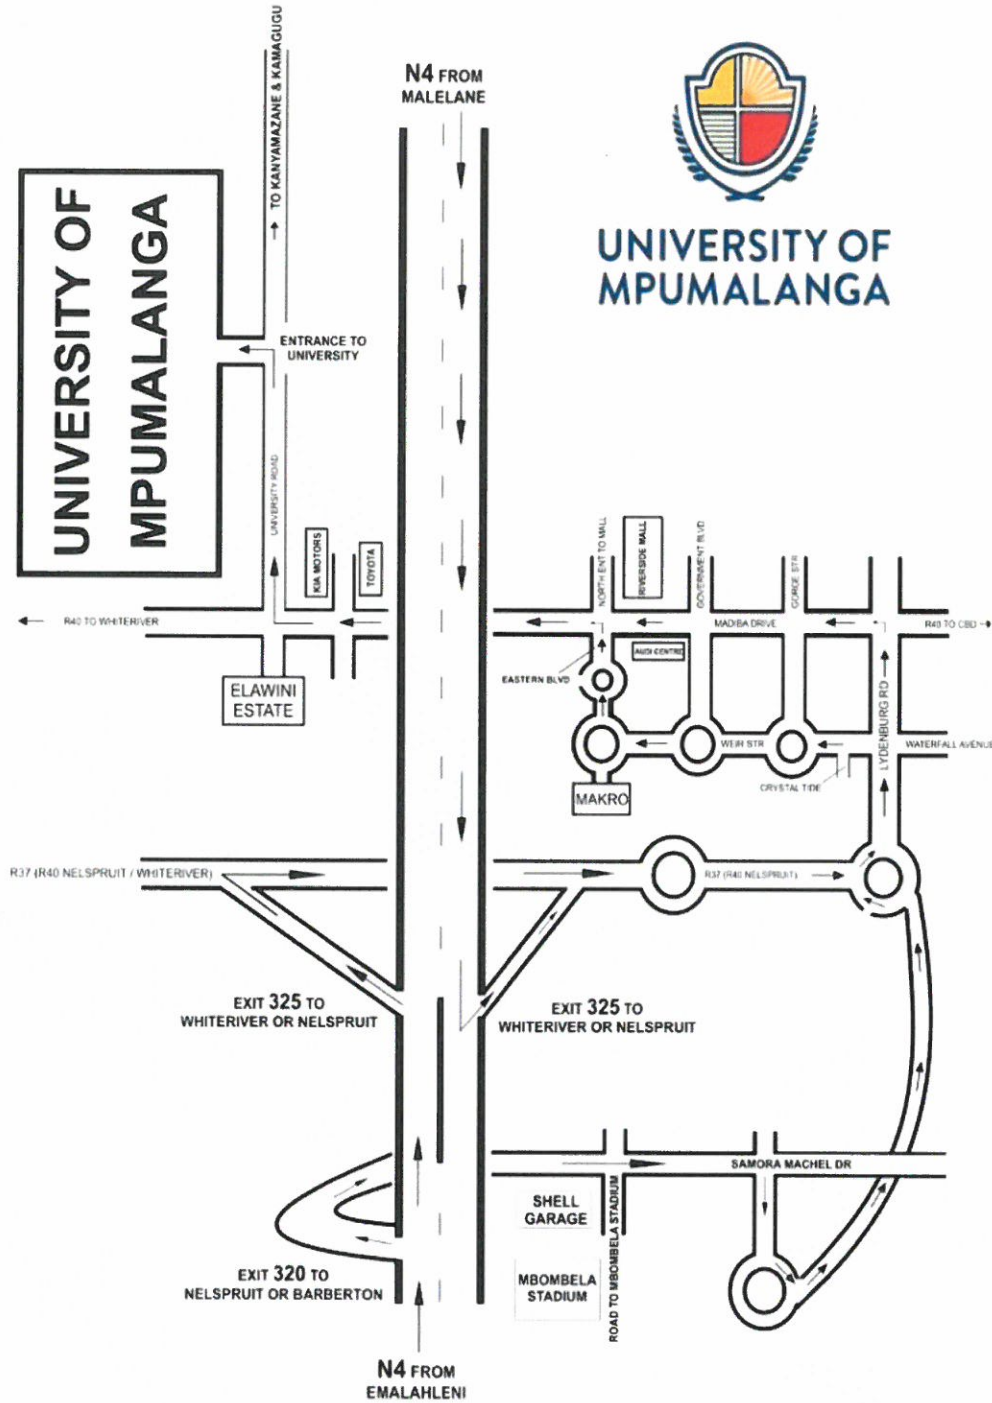 TO KANYAMAZANE & KAMAGUGU
N4 FROM
MALELANE
UNIVERSITY OF
MPUMALANGA
UNIVERSITY OF
MPUMALANGA
ENTRANCE TO
UNIVERSITY
UNIVERSITY ROAD
KIA MOTORS
TOYOTA
NORTH ENT TO MALL
RIVERSIDE MALL
GOVERNMENT BLVD
GORGE STR
R40 TO WHITERIVER
MADIBA DRIVE
R40 TO CBD
AUDI CENTRE
EASTERN BLVD
ELAWINI
ESTATE
LYDENBURG RD
WEIR STR
WATERFALL AVENUE
CRYSTAL TIDE
MAKRO
R37 (R40 NELSPRUIT / WHITERIVER)
R37 (R40 NELSPRUIT)
EXIT 325 TO
WHITERIVER OR NELSPRUIT
EXIT 325 TO
WHITERIVER OR NELSPRUIT
SAMORA MACHEL DR
SHELL
GARAGE
ROAD TO MBOMBELA STADIUM
MBOMBELA
STADIUM
EXIT 320 TO
NELSPRUIT OR BARBERTON
N4 FROM
EMALAHLENI